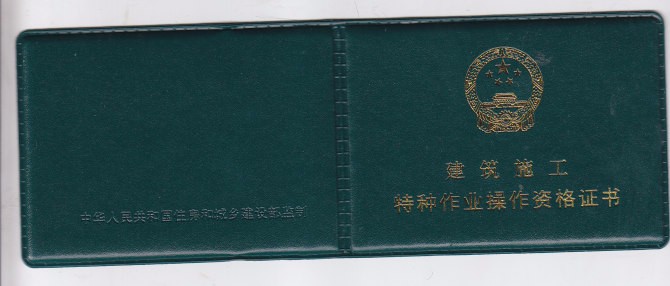 建筑施工
特种作业操作资格证书
中华人民共和国住房和城乡建设部监制